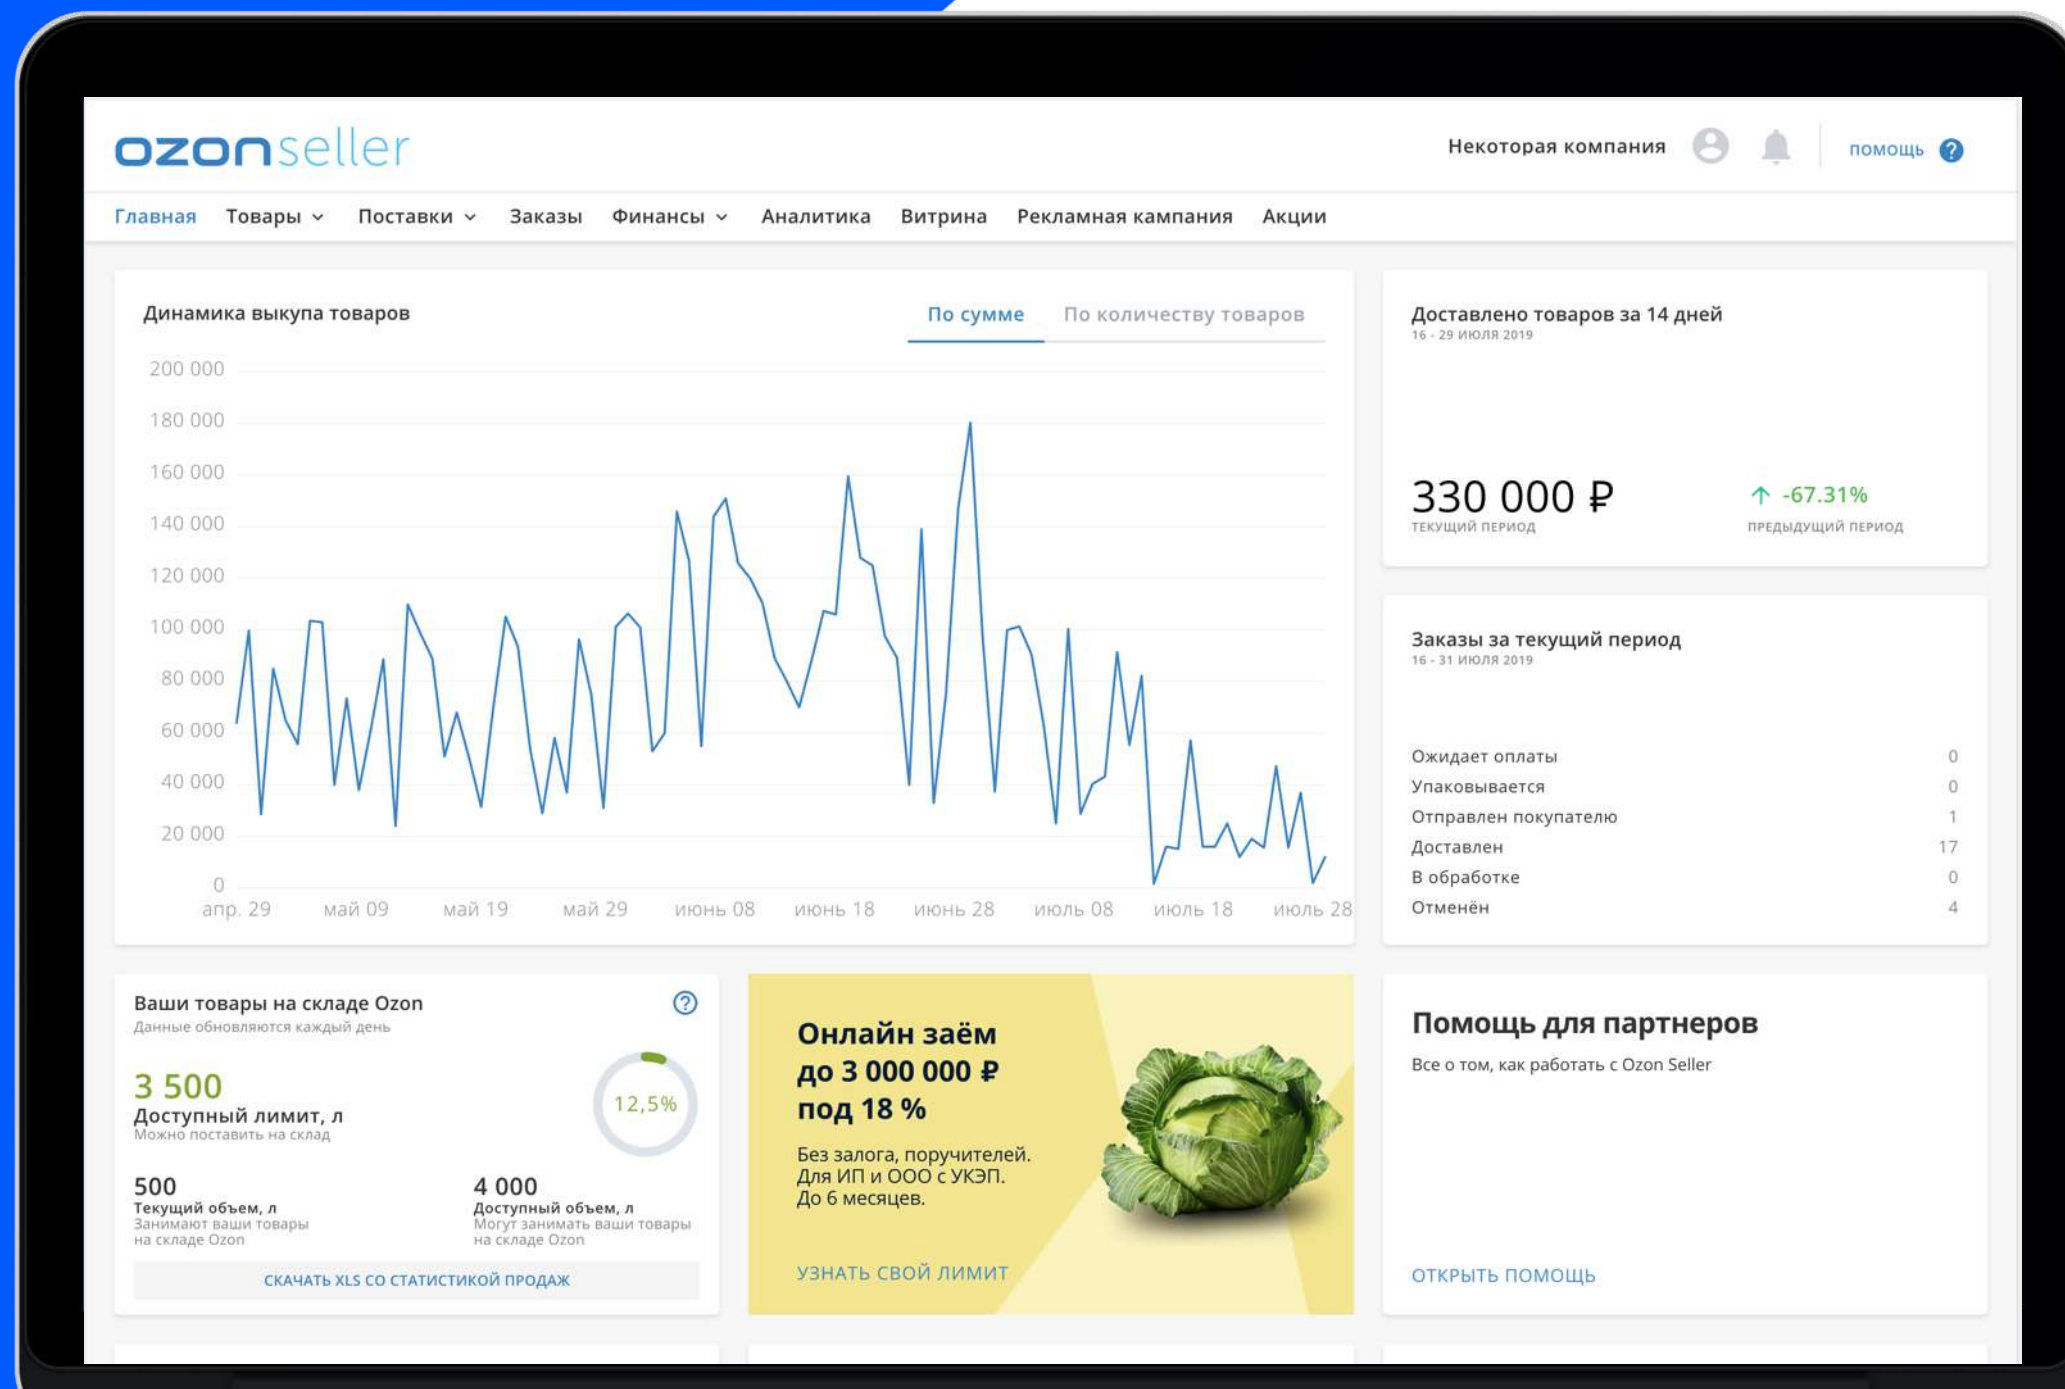 ozonseller
Некоторая компания
помощь ?
Главная Товары Поставки Заказы Финансы Аналитика Витрина Рекламная кампания Акции
Динамика выкупа товаров
По сумме По количеству товаров
200 000
180 000
160 000
140 000
120 000
100 000
80 000
60 000
40 000
20 000
0
апр. 29 май 09 май 19 май 29 июнь 08 июнь 18 июнь 28 июль 08 июль 18 июль 28
Доставлено товаров за 14 дней
16 - 29 ИЮЛЯ 2019
330 000 ₽
ТЕКУЩИЙ ПЕРИОД
↑ -67.31%
ПРЕДЫДУЩИЙ ПЕРИОД
Заказы за текущий период
16 - 31 ИЮЛЯ 2019
Ожидает оплаты 0
Упаковывается 0
Отправлен покупателю 1
Доставлен 17
В обработке 0
Отменён 4
Ваши товары на складе Ozon ?
Данные обновляются каждый день
3 500
Доступный лимит, л
Можно поставить на склад
12,5%
500
Текущий объем, л
Занимают ваши товары
на складе Ozon
4 000
Доступный объем, л
Могут занимать ваши товары
на складе Ozon
СКАЧАТЬ XLS СО СТАТИСТИКОЙ ПРОДАЖ
Онлайн заём
до 3 000 000 ₽
под 18 %
Без залога, поручителей.
Для ИП и ООО с УКЭП.
До 6 месяцев.
УЗНАТЬ СВОЙ ЛИМИТ
Помощь для партнеров
Все о том, как работать с Ozon Seller
ОТКРЫТЬ ПОМОЩЬ